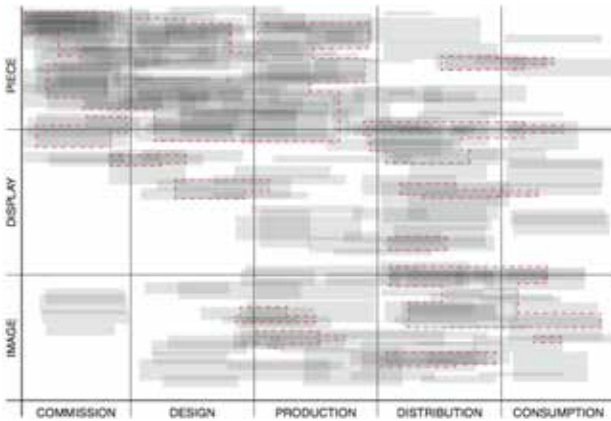 PIECE
DISPLAY
IMAGE
COMMISSION DESIGN PRODUCTION DISTRIBUTION CONSUMPTION